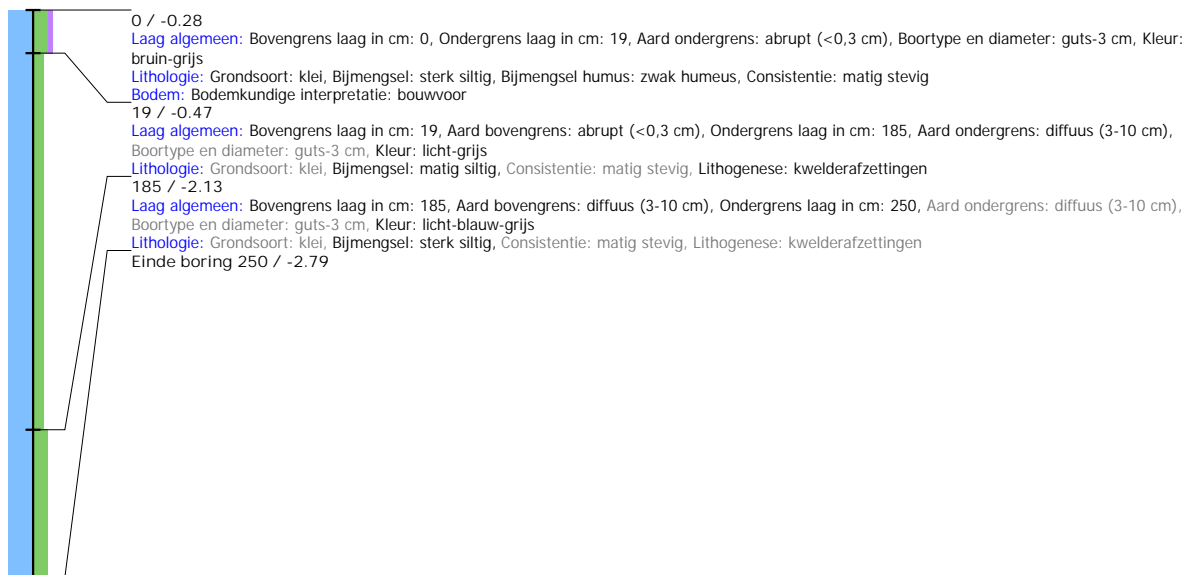 0 / -0.28
Laag algemeen: Bovengrens laag in cm: 0, Ondergrens laag in cm: 19, Aard ondergrens: abrupt (<0,3 cm), Boortype en diameter: guts-3 cm, Kleur:
bruin-grijs
Lithologie: Grondsoort: klei, Bijmengsel: sterk siltig, Bijmengsel humus: zwak humeus, Consistentie: matig stevig
Bodem: Bodemkundige interpretatie: bouwvoor
19 / -0.47
Laag algemeen: Bovengrens laag in cm: 19, Aard bovengrens: abrupt (<0,3 cm), Ondergrens laag in cm: 185, Aard ondergrens: diffuus (3-10 cm),
Boortype en diameter: guts-3 cm, Kleur: licht-grijs
Lithologie: Grondsoort: klei, Bijmengsel: matig siltig, Consistentie: matig stevig, Lithogenese: kwelderafzettingen
185 / -2.13
Laag algemeen: Bovengrens laag in cm: 185, Aard bovengrens: diffuus (3-10 cm), Ondergrens laag in cm: 250, Aard ondergrens: diffuus (3-10 cm),
Boortype en diameter: guts-3 cm, Kleur: licht-blauw-grijs
Lithologie: Grondsoort: klei, Bijmengsel: sterk siltig, Consistentie: matig stevig, Lithogenese: kwelderafzettingen
Einde boring 250 / -2.79